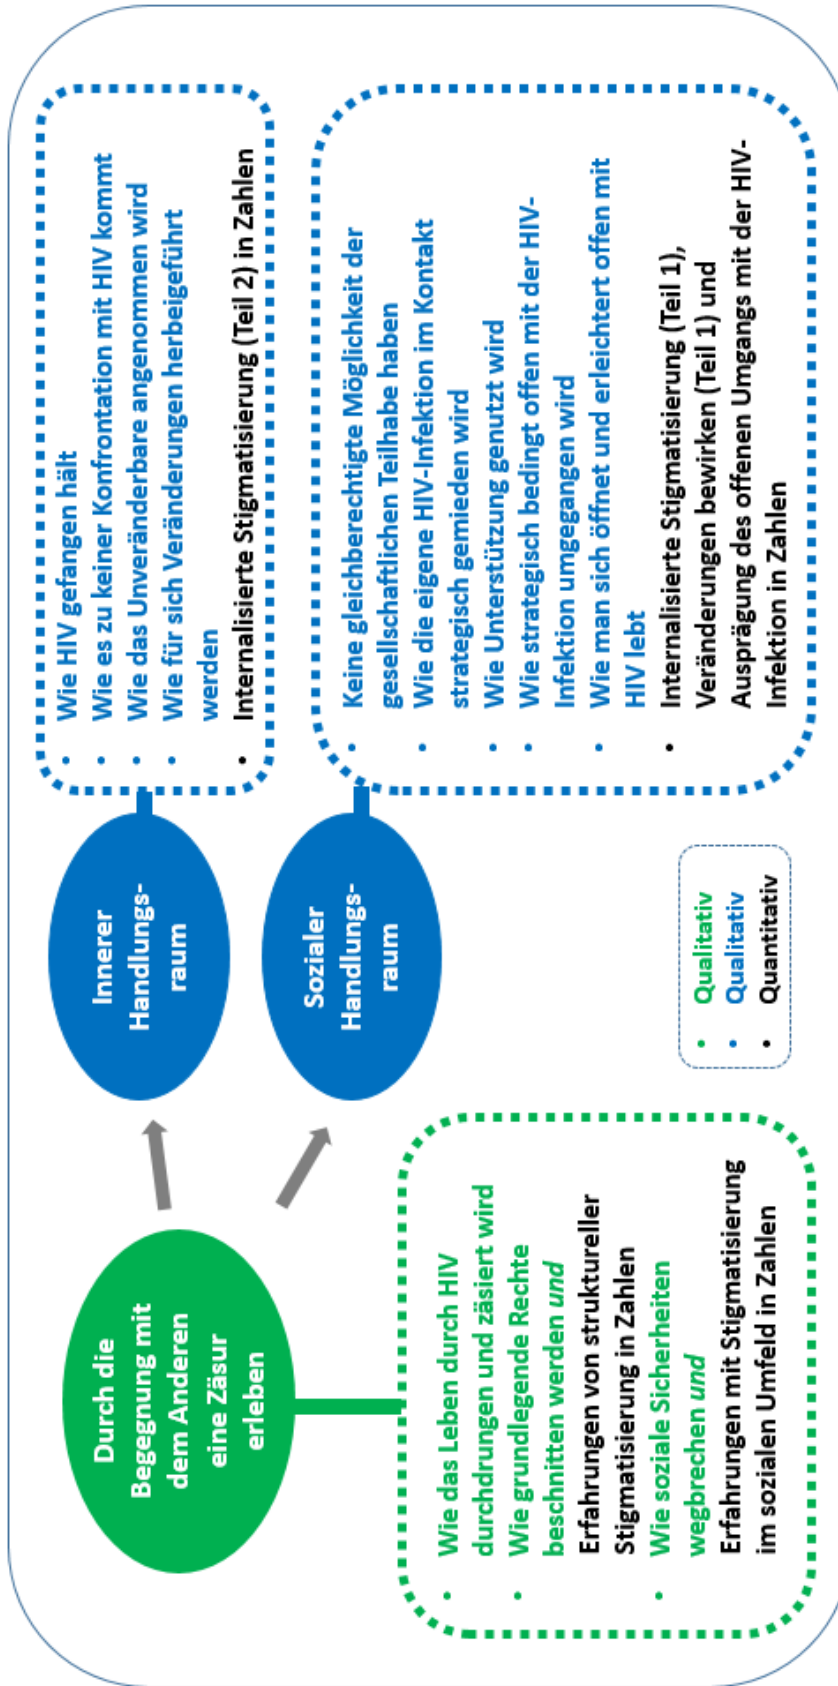 Durch die
Begegnung mit
dem Anderen
eine Zäsur
erleben
• Wie das Leben durch HIV
durchdrungen und zäsiert wird
• Wie grundlegende Rechte
beschnitten werden und
Erfahrungen von struktureller
Stigmatisierung in Zahlen
• Wie soziale Sicherheiten
wegbrechen und
Erfahrungen mit Stigmatisierung
im sozialen Umfeld in Zahlen
Innerer
Handlungs-
raum
• Wie HIV gefangen hält
• Wie es zu keiner Konfrontation mit HIV kommt
• Wie das Unveränderbare angenommen wird
• Wie für sich Veränderungen herbeigeführt
werden
• Internalisierte Stigmatisierung (Teil 2) in Zahlen
Sozialer
Handlungs-
raum
• Keine gleichberechtigte Möglichkeit der
gesellschaftlichen Teilhabe haben
• Wie die eigene HIV-Infektion im Kontakt
strategisch gemieden wird
• Wie Unterstützung genutzt wird
• Wie strategisch bedingt offen mit der HIV-
Infektion umgegangen wird
• Wie man sich öffnet und erleichtert offen mit
HIV lebt
• Internalisierte Stigmatisierung (Teil 1),
Veränderungen bewirken (Teil 1) und
Ausprägung des offenen Umgangs mit der HIV-
Infektion in Zahlen
• Qualitativ
• Qualitativ
• Quantitativ